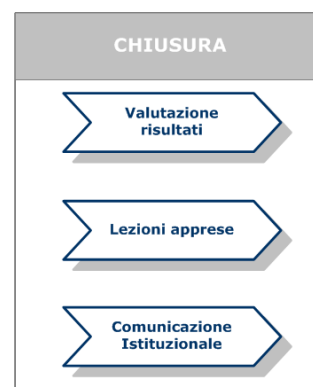 CHIUSURA
Valutazione
risultati
Lezioni apprese
Comunicazione
Istituzionale